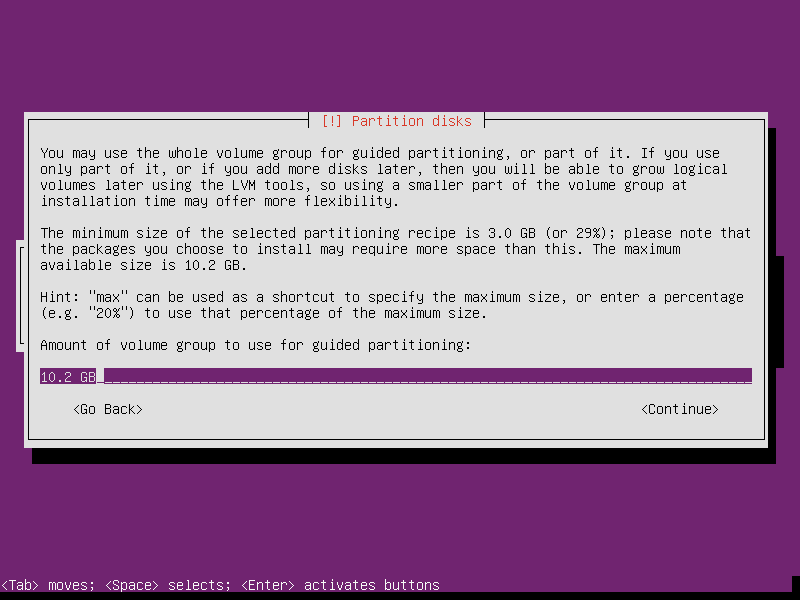 [!] Partition disks
You may use the whole volume group for guided partitioning, or part of it. If you use
only part of it, or if you add more disks later, then you will be able to grow logical
volumes later using the LVM tools, so using a smaller part of the volume group at
installation time may offer more flexibility.
The minimum size of the selected partitioning recipe is 3.0 GB (or 29%); please note that
the packages you choose to install may require more space than this. The maximum
available size is 10.2 GB.
Hint: "max" can be used as a shortcut to specify the maximum size, or enter a percentage
(e.g. "20%") to use that percentage of the maximum size.
Amount of volume group to use for guided partitioning:
10.2 GB
<Go Back> <Continue>
<Tab> moves; <Space> selects; <Enter> activates buttons